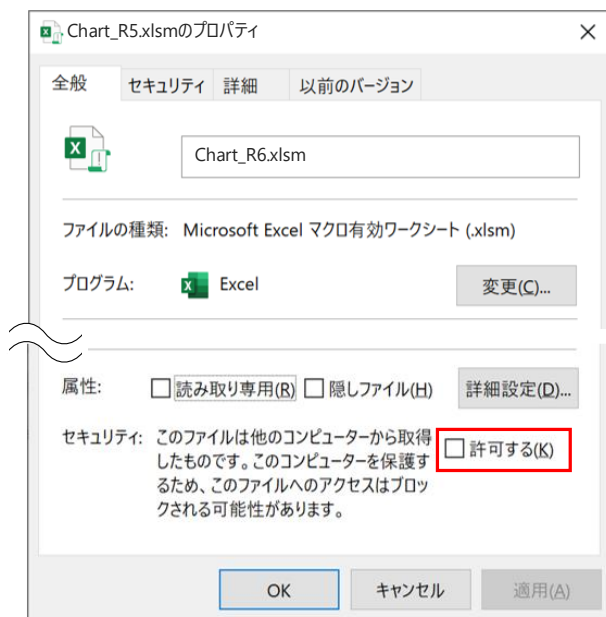 Chart_R5.xlsmのプロパティ
全般 セキュリティ 詳細 以前のバージョン
Chart_R6.xlsm
ファイルの種類: Microsoft Excel マクロ有効ワークシート (.xlsm)
プログラム: Excel 変更(C)...
属性: 読み取り専用(R) 隠しファイル(H) 詳細設定(D)...
セキュリティ: このファイルは他のコンピューターから取得
したものです。このコンピューターを保護す
るため、このファイルへのアクセスはブロッ
クされる可能性があります。
許可する(K)
OK キャンセル 適用(A)